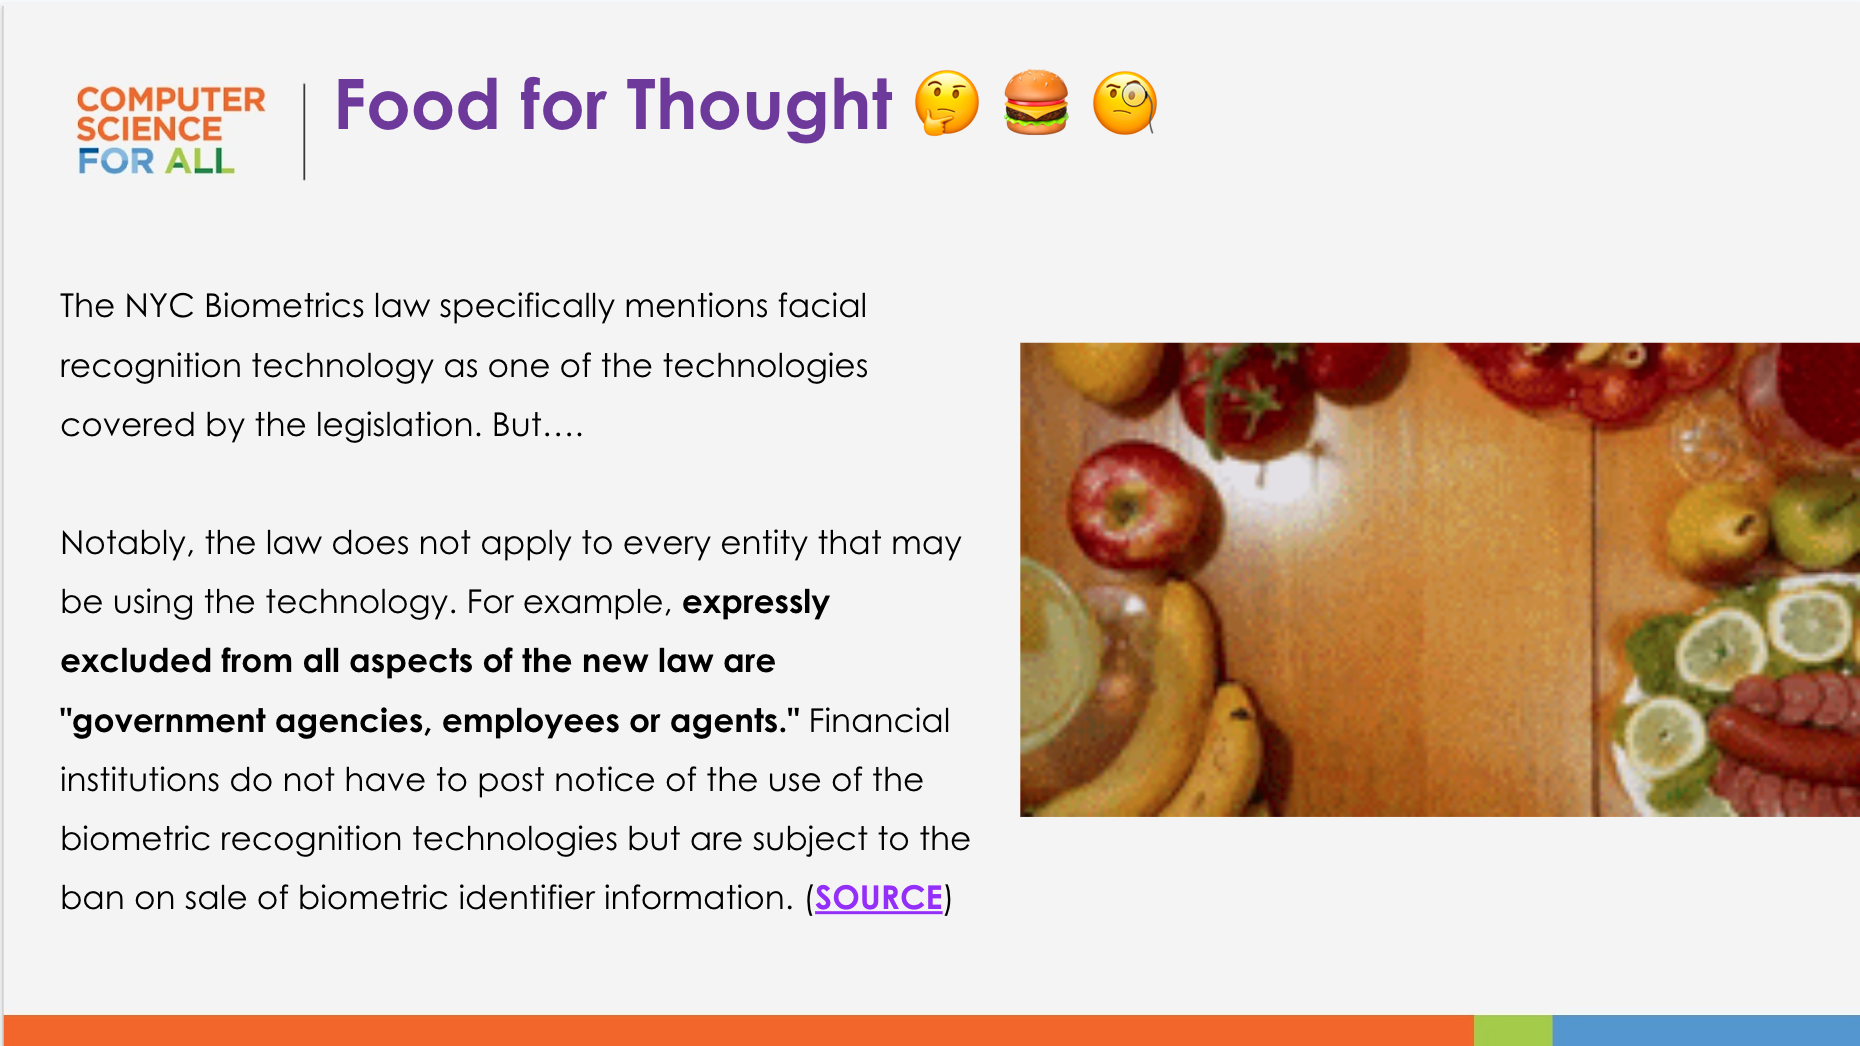 COMPUTER
SCIENCE
FOR ALL
Food for Thought 🤔 🍔 🧐
The NYC Biometrics law specifically mentions facial
recognition technology as one of the technologies
covered by the legislation. But....
Notably, the law does not apply to every entity that may
be using the technology. For example, expressly
excluded from all aspects of the new law are
"government agencies, employees or agents." Financial
institutions do not have to post notice of the use of the
biometric recognition technologies but are subject to the
ban on sale of biometric identifier information. (SOURCE)